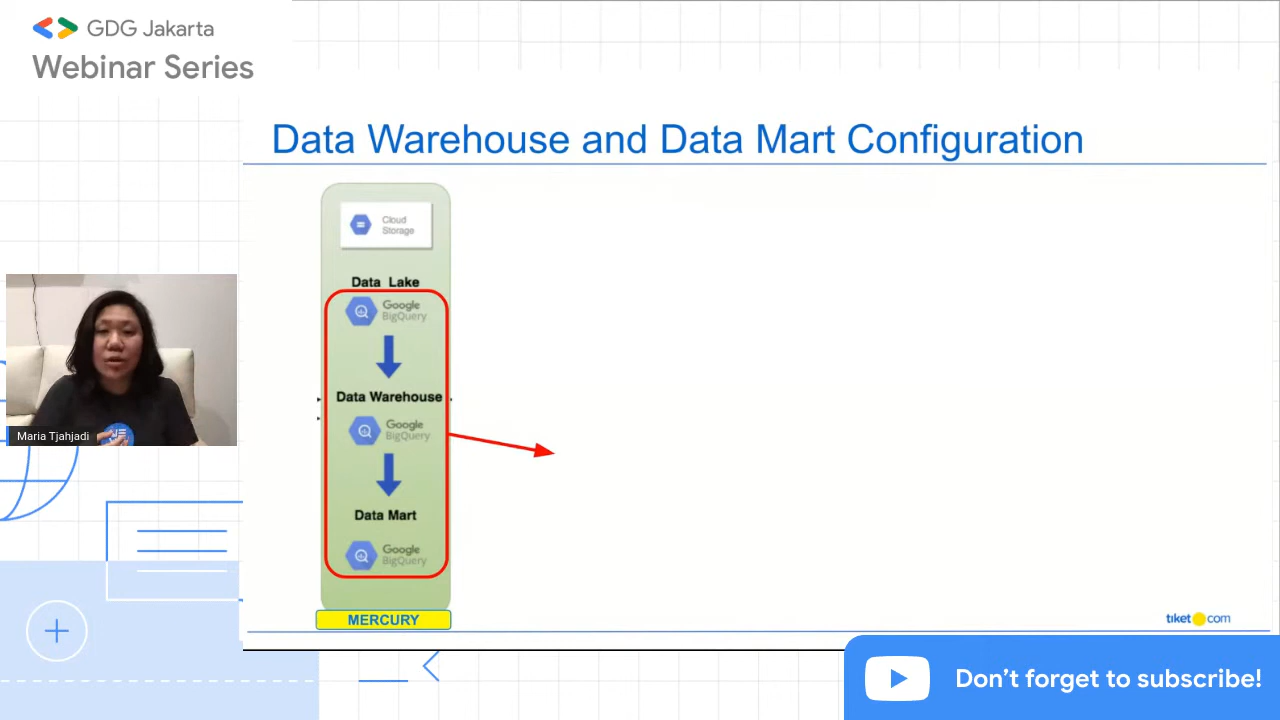 GDG Jakarta
Webinar Series
Data Warehouse and Data Mart Configuration
Cloud
Storage
Data Lake
Google
BigQuery
Data Warehouse
Google
BigQuery
Data Mart
Google
BigQuery
MERCURY
Maria Tjahjadi
tiket com
Don't forget to subscribe!